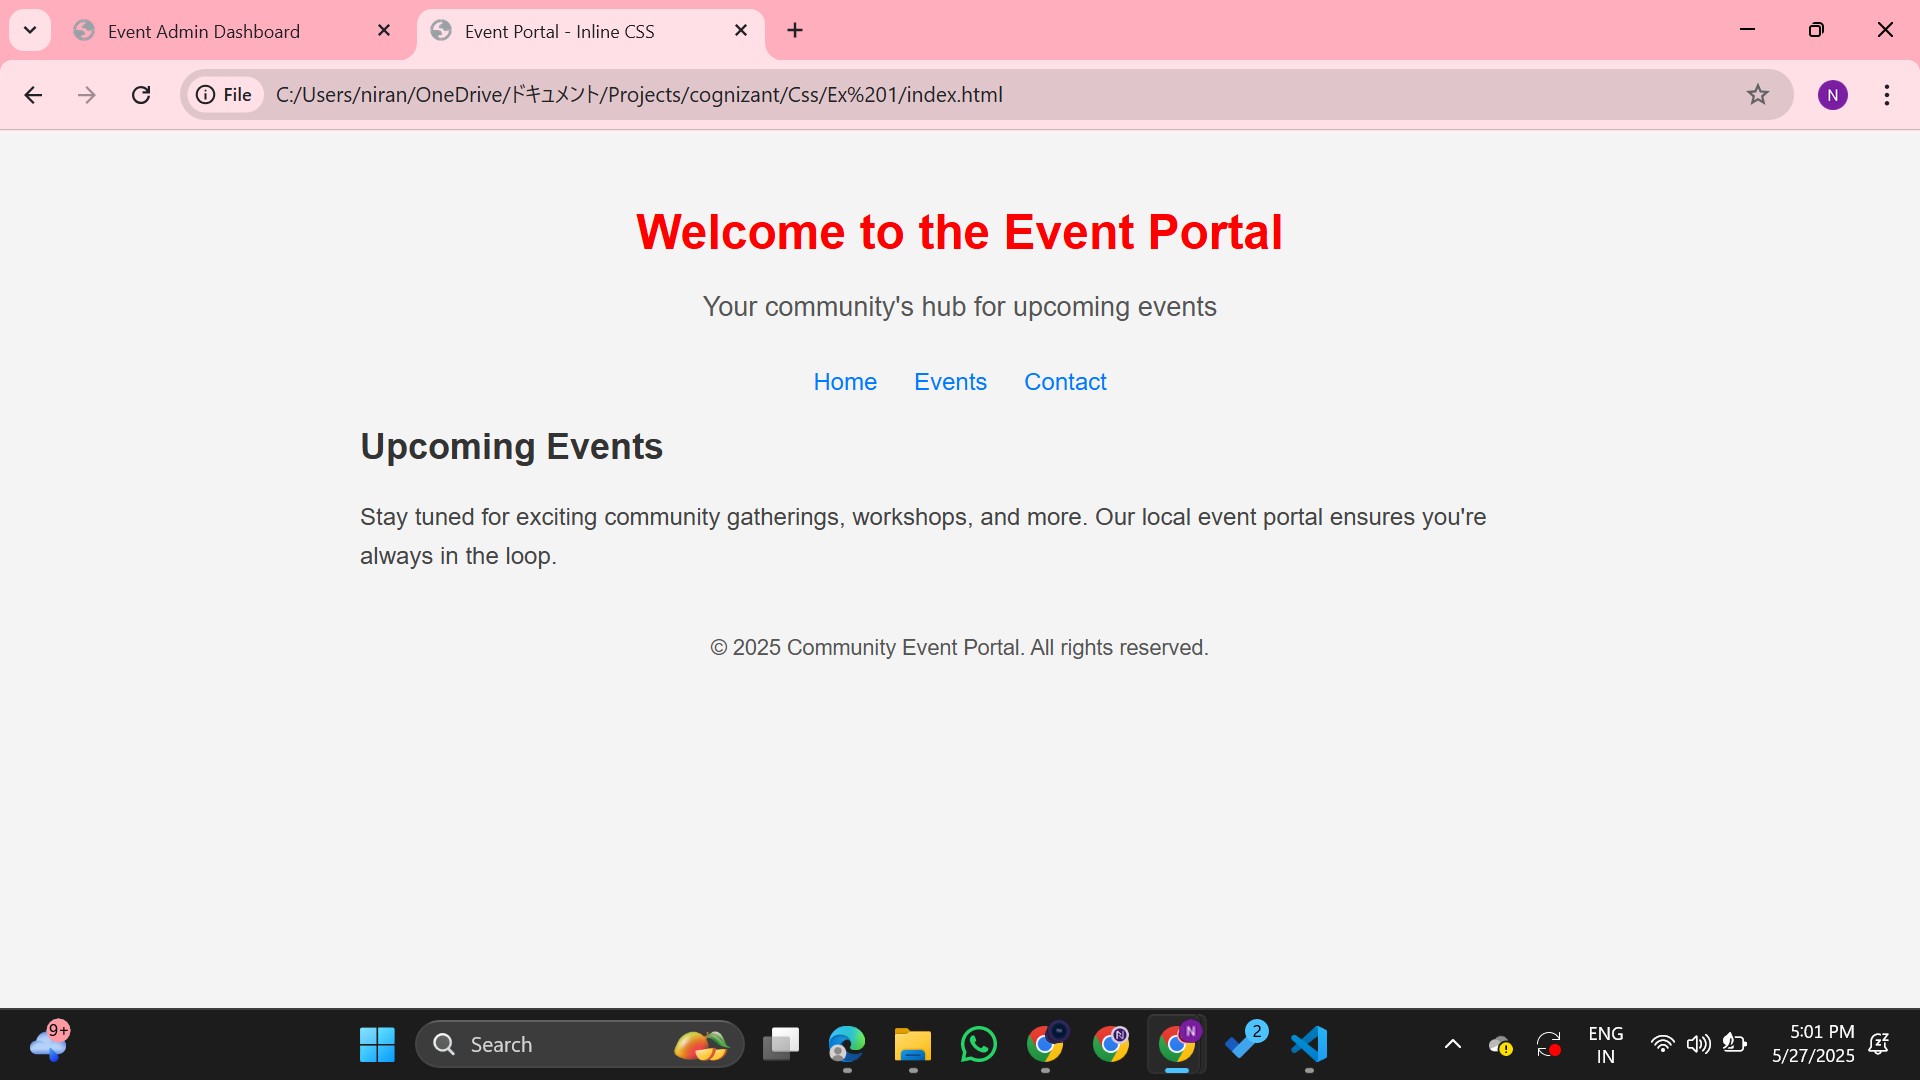 Event Admin Dashboard
Event Portal - Inline CSS
File
C:/Users/niran/OneDrive/ドキュメント/Projects/cognizant/Css/Ex%201/index.html
N
Welcome to the Event Portal
Your community's hub for upcoming events
Home Events Contact
Upcoming Events
Stay tuned for exciting community gatherings, workshops, and more. Our local event portal ensures you're
always in the loop.
© 2025 Community Event Portal. All rights reserved.
9+
Search
N
N
2
ENG
IN
5:01 PM
5/27/2025